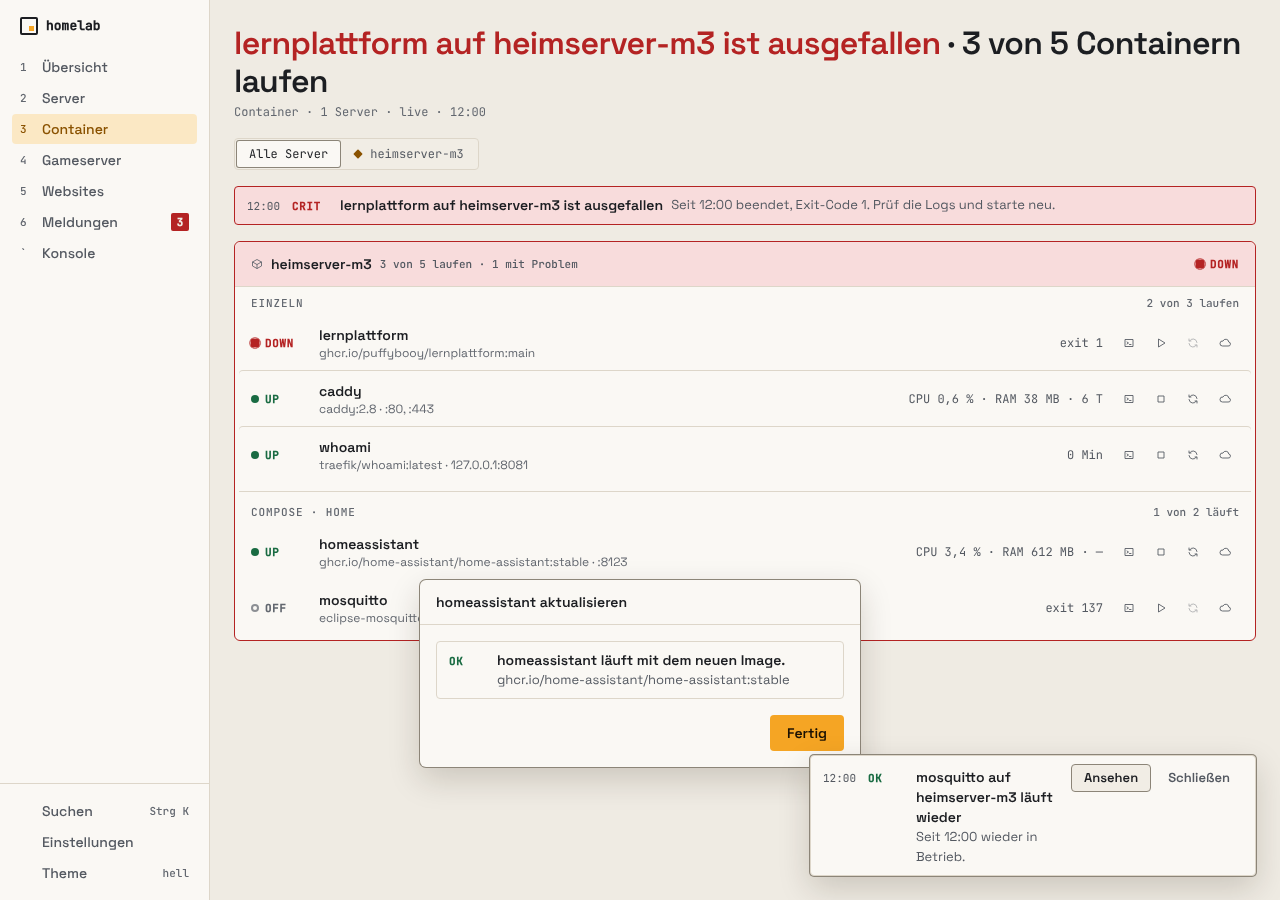 homelab
1 Übersicht
2 Server
3 Container
4 Gameserver
5 Websites
6 Meldungen 3
` Konsole
Suchen Strg K
Einstellungen
Theme hell
lernplattform auf heimserver-m3 ist ausgefallen · 3 von 5 Containern
laufen
Container · 1 Server · live · 12:00
Alle Server heimserver-m3
12:00 CRIT lernplattform auf heimserver-m3 ist ausgefallen Seit 12:00 beendet, Exit-Code 1. Prüf die Logs und starte neu.
heimserver-m3 3 von 5 laufen · 1 mit Problem DOWN
EINZELN 2 von 3 laufen
DOWN lernplattform exit 1
ghcr.io/puffybooy/lernplattform:main
UP caddy CPU 0,6 % · RAM 38 MB · 6 T
caddy:2.8 · :80, :443
UP whoami 0 Min
traefik/whoami:latest · 127.0.0.1:8081
COMPOSE · HOME 1 von 2 läuft
UP homeassistant CPU 3,4 % · RAM 612 MB · —
ghcr.io/home-assistant/home-assistant:stable · :8123
OFF mosquitto exit 137
eclipse-mosquitt
homeassistant aktualisieren
OK homeassistant läuft mit dem neuen Image.
ghcr.io/home-assistant/home-assistant:stable
Fertig
12:00 OK mosquitto auf
heimserver-m3 läuft
wieder
Seit 12:00 wieder in
Betrieb.
Ansehen Schließen